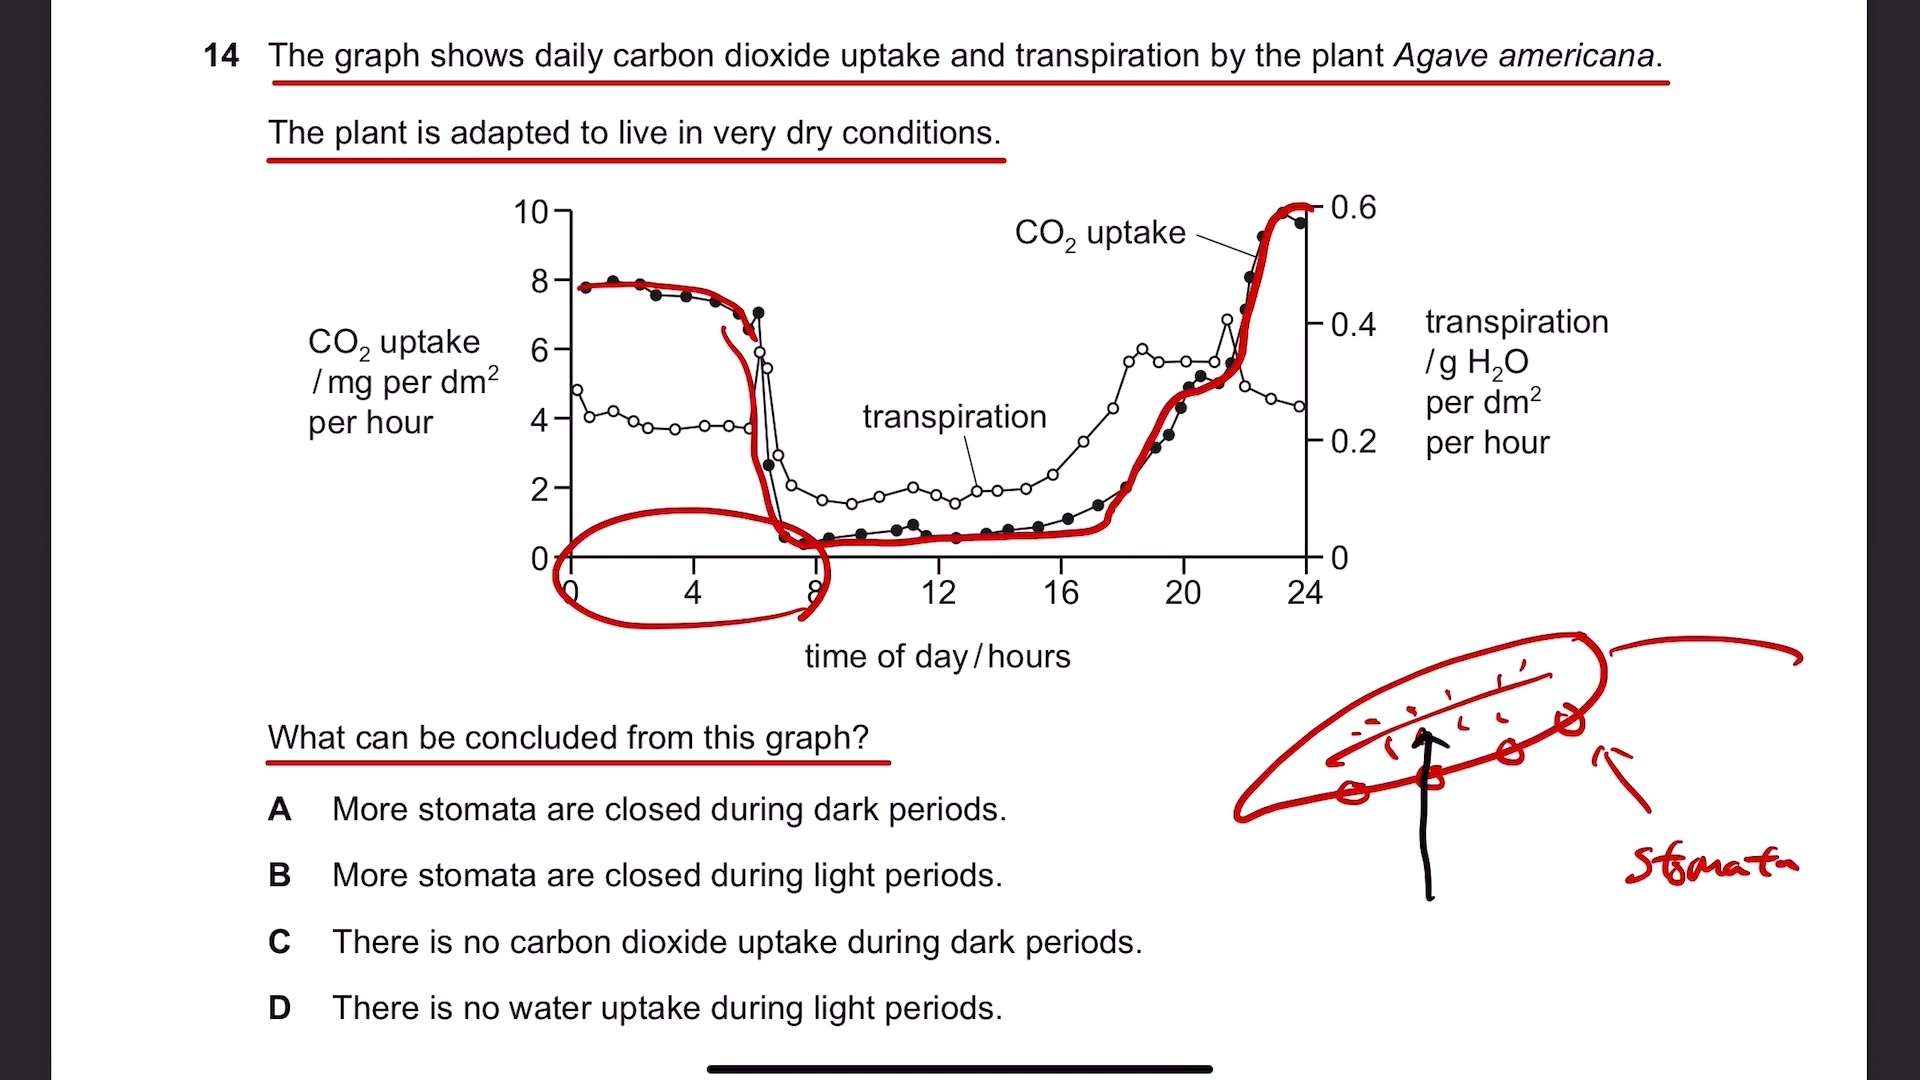 14 The graph shows daily carbon dioxide uptake and transpiration by the plant Agave americana.
The plant is adapted to live in very dry conditions.
10
8
6
4
2
0
CO2 uptake
/ mg per dm2
per hour
CO2 uptake
transpiration
0.6
0.4
0.2
0
transpiration
/ g H2O
per dm2
per hour
0 4 8 12 16 20 24
time of day / hours
What can be concluded from this graph?
A More stomata are closed during dark periods.
B More stomata are closed during light periods.
C There is no carbon dioxide uptake during dark periods.
D There is no water uptake during light periods.
Stomata